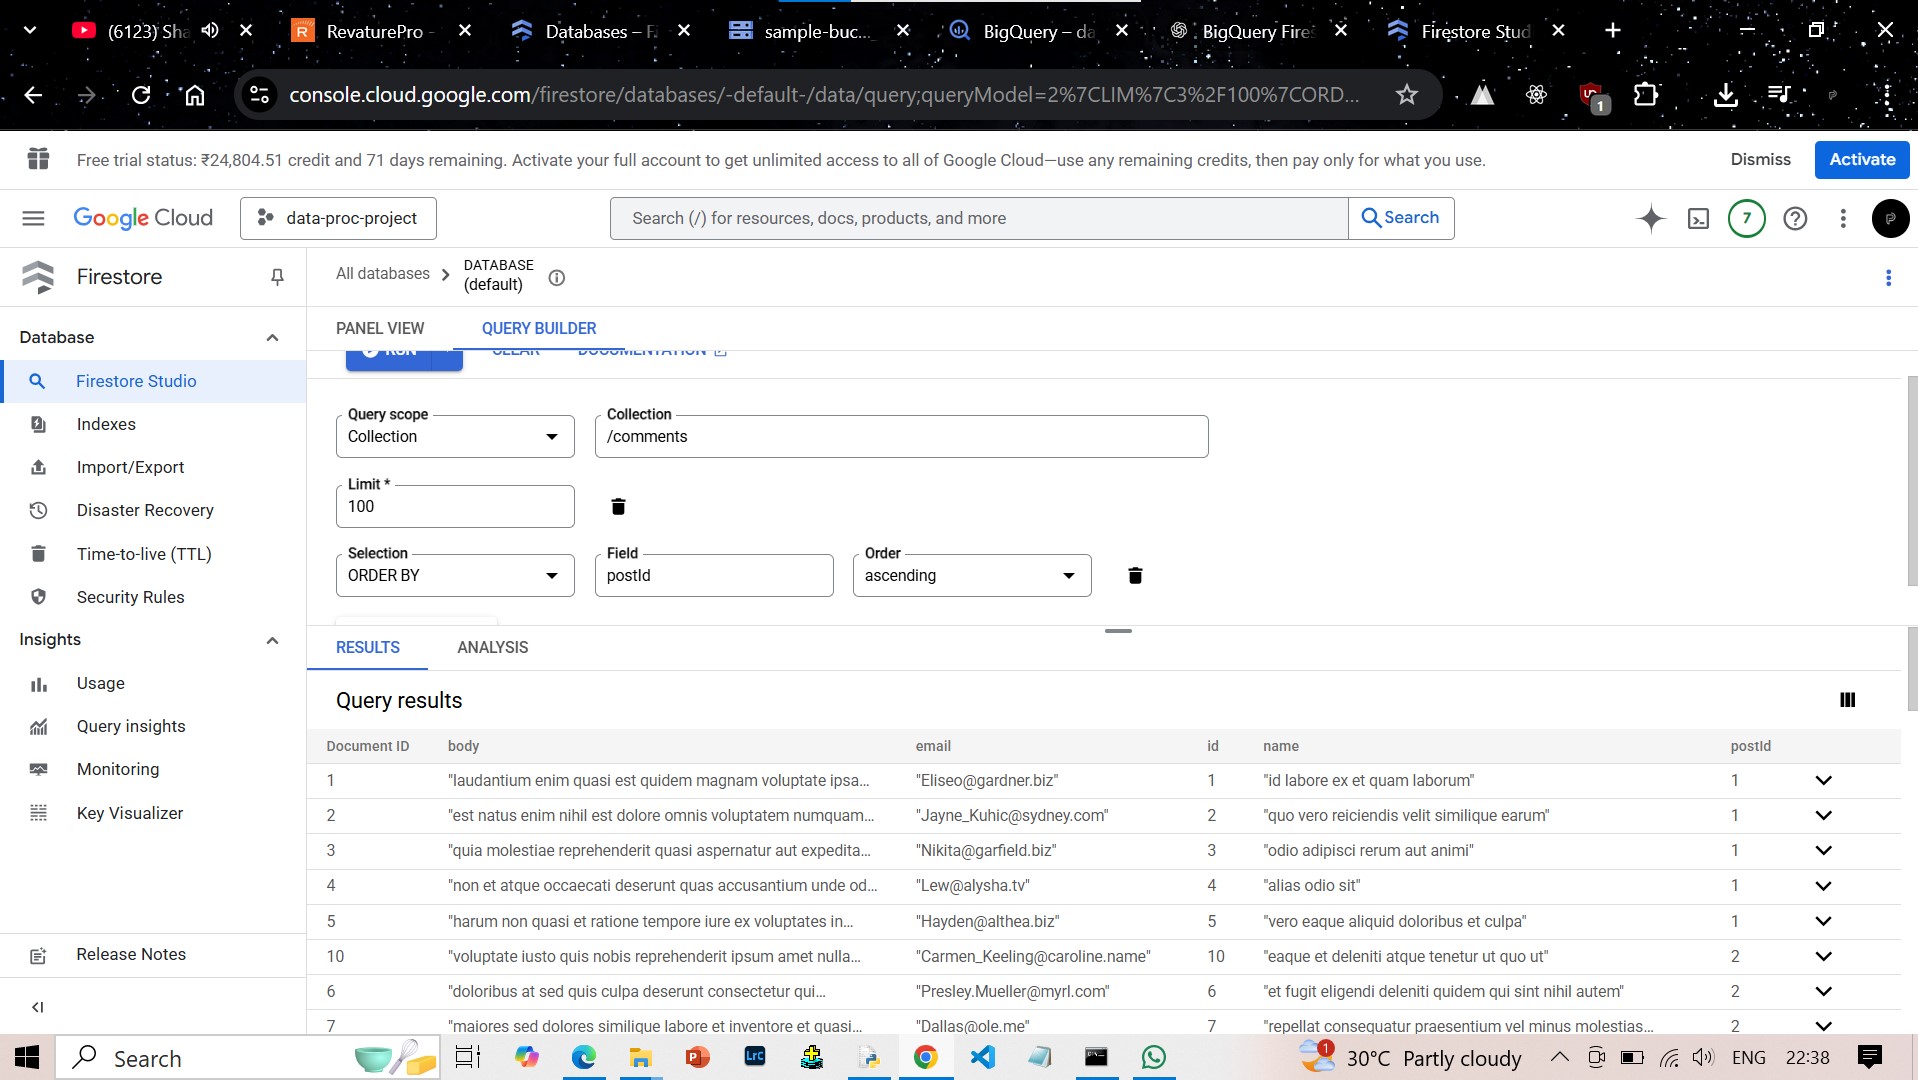 (6123) Sha
RevaturePro -
Databases – Fi
sample-buc...
BigQuery – da
BigQuery Fires
Firestore Stud
console.cloud.google.com/firestore/databases/-default-/data/query;queryModel=2%7CLIM%7C3%2F100%7CORD...
1
Free trial status: ₹24,804.51 credit and 71 days remaining. Activate your full account to get unlimited access to all of Google Cloud—use any remaining credits, then pay only for what you use.
Dismiss
Activate
Google Cloud
data-proc-project
Search (/) for resources, docs, products, and more
Search
7
Firestore
All databases
DATABASE
(default)
PANEL VIEW
QUERY BUILDER
Database
Firestore Studio
Indexes
Import/Export
Disaster Recovery
Time-to-live (TTL)
Security Rules
Insights
Usage
Query insights
Monitoring
Key Visualizer
Release Notes
RUN
CLEAR
DOCUMENTATION
Query scope
Collection
Collection
/comments
Limit *
100
Selection
ORDER BY
Field
postId
Order
ascending
RESULTS
ANALYSIS
Query results
Document ID body email id name postId
1 "laudantium enim quasi est quidem magnam voluptate ipsa... "Eliseo@gardner.biz" 1 "id labore ex et quam laborum" 1
2 "est natus enim nihil est dolore omnis voluptatem numquam... "Jayne_Kuhic@sydney.com" 2 "quo vero reiciendis velit similique earum" 1
3 "quia molestiae reprehenderit quasi aspernatur aut expedita... "Nikita@garfield.biz" 3 "odio adipisci rerum aut animi" 1
4 "non et atque occaecati deserunt quas accusantium unde od... "Lew@alysha.tv" 4 "alias odio sit" 1
5 "harum non quasi et ratione tempore iure ex voluptates in... "Hayden@althea.biz" 5 "vero eaque aliquid doloribus et culpa" 1
10 "voluptate iusto quis nobis reprehenderit ipsum amet nulla... "Carmen_Keeling@caroline.name" 10 "eaque et deleniti atque tenetur ut quo ut" 2
6 "doloribus at sed quis culpa deserunt consectetur qui... "Presley.Mueller@myrl.com" 6 "et fugit eligendi deleniti quidem qui sint nihil autem" 2
7 "maiores sed dolores similique labore et inventore et quasi... "Dallas@ole.me" 7 "repellat consequatur praesentium vel minus molestias... 2
Search
Lrc
1
30°C Partly cloudy
ENG
22:38